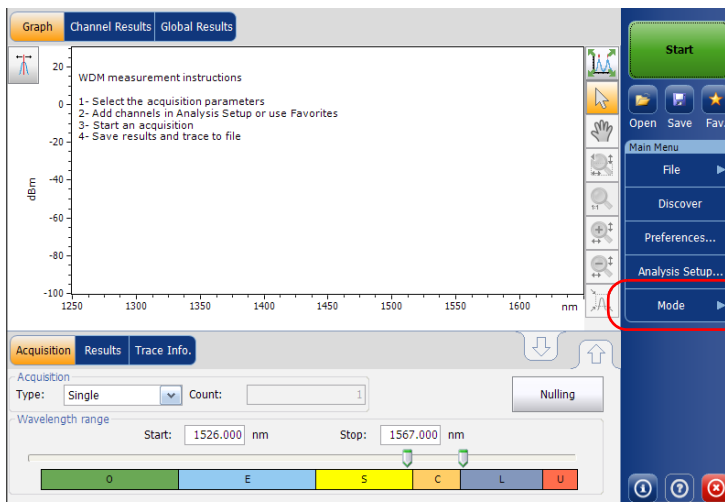 Graph Channel Results Global Results
Start
20
WDM measurement instructions
1- Select the acquisition parameters
2- Add channels in Analysis Setup or use Favorites
3- Start an acquisition
4- Save results and trace to file
0
-20
-40
-60
-80
-100
dBm
1250 1300 1350 1400 1450 1500 1550 1600 nm
1:1
Open Save Fav.
Main Menu
File
Discover
Preferences...
Analysis Setup...
Mode
Acquisition Results Trace Info.
Acquisition
Type: Single Count: 1
Nulling
Wavelength range
Start: 1526.000 nm Stop: 1567.000 nm
O E S C L U